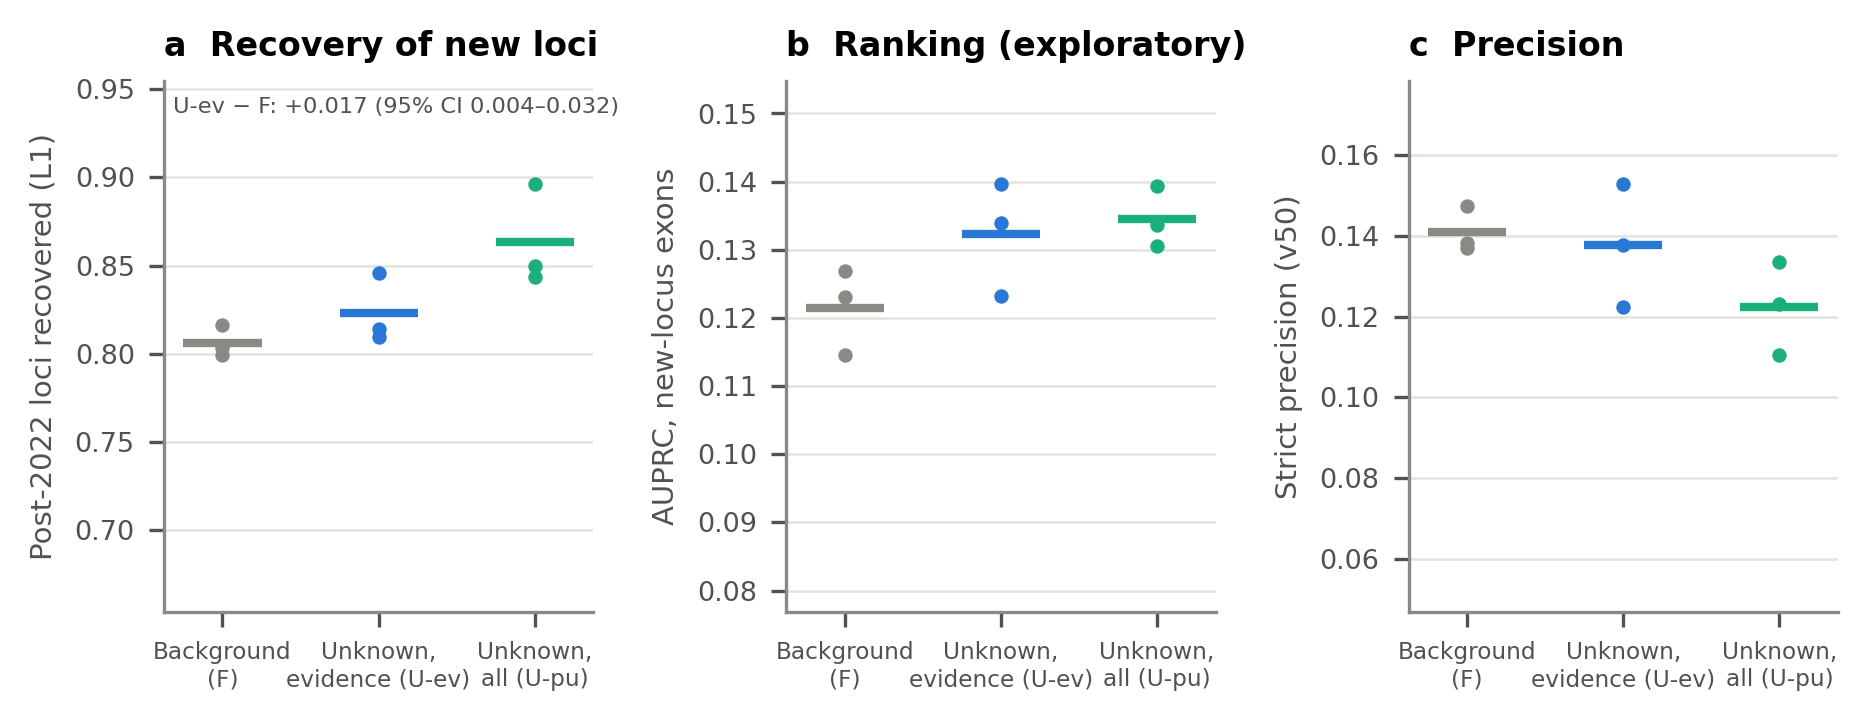 a Recovery of new loci
U-ev − F: +0.017 (95% CI 0.004–0.032)
Post-2022 loci recovered (L1)
0.95
0.90
0.85
0.80
0.75
0.70
Background
(F)
Unknown,
evidence (U-ev)
Unknown,
all (U-pu)
b Ranking (exploratory)
AUPRC, new-locus exons
0.15
0.14
0.13
0.12
0.11
0.10
0.09
0.08
Background
(F)
Unknown,
evidence (U-ev)
Unknown,
all (U-pu)
c Precision
Strict precision (v50)
0.16
0.14
0.12
0.10
0.08
0.06
Background
(F)
Unknown,
evidence (U-ev)
Unknown,
all (U-pu)